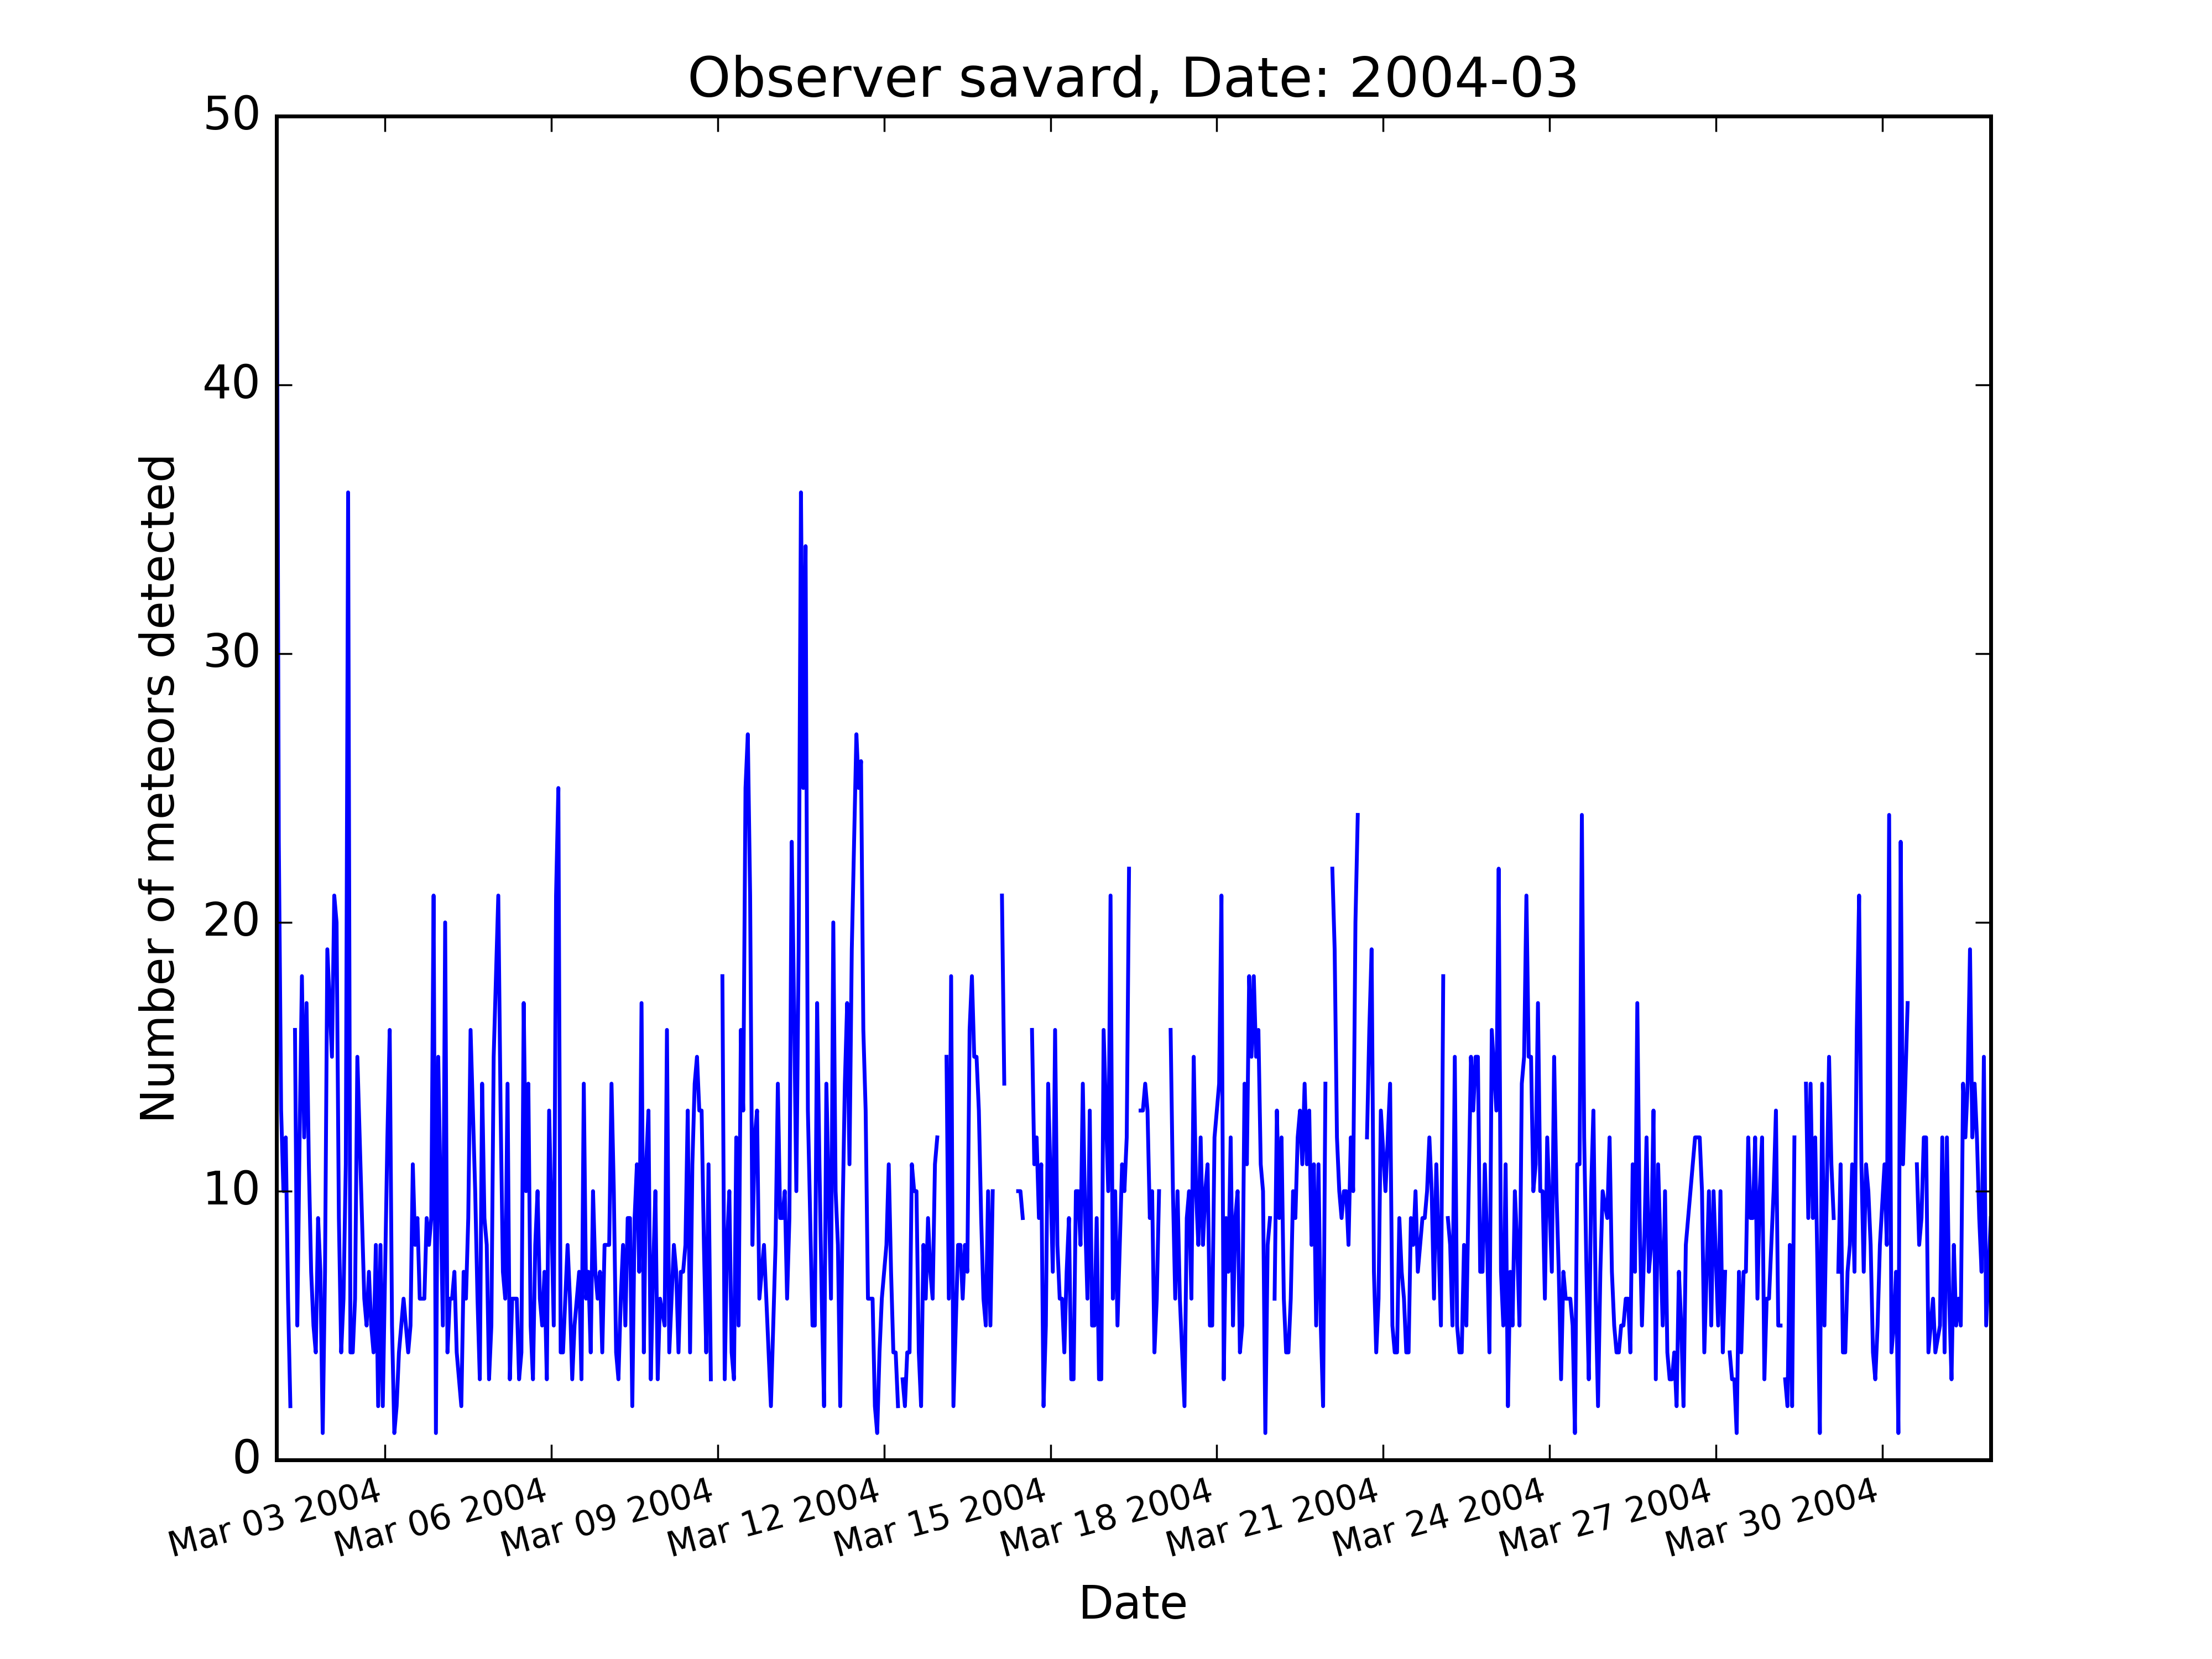 Observer savard, Date: 2004-03
Number of meteors detected
50
40
30
20
10
0
Mar 03 2004
Mar 06 2004
Mar 09 2004
Mar 12 2004
Mar 15 2004
Mar 18 2004
Mar 21 2004
Mar 24 2004
Mar 27 2004
Mar 30 2004
Date